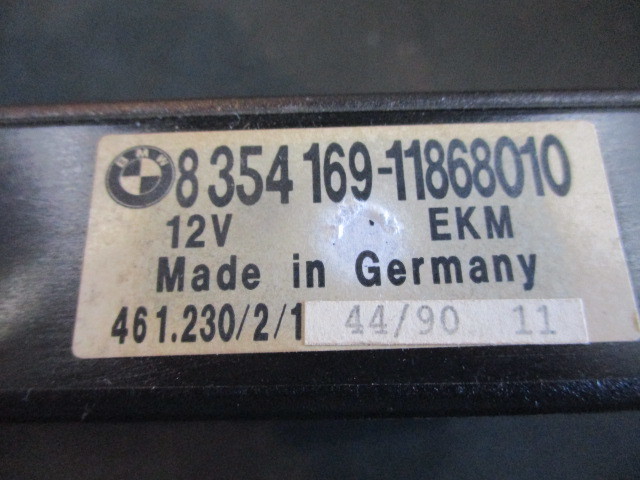 BMW 8 354 169-11868010
12V EKM
Made in Germany
461.230/2/1 44/90 11